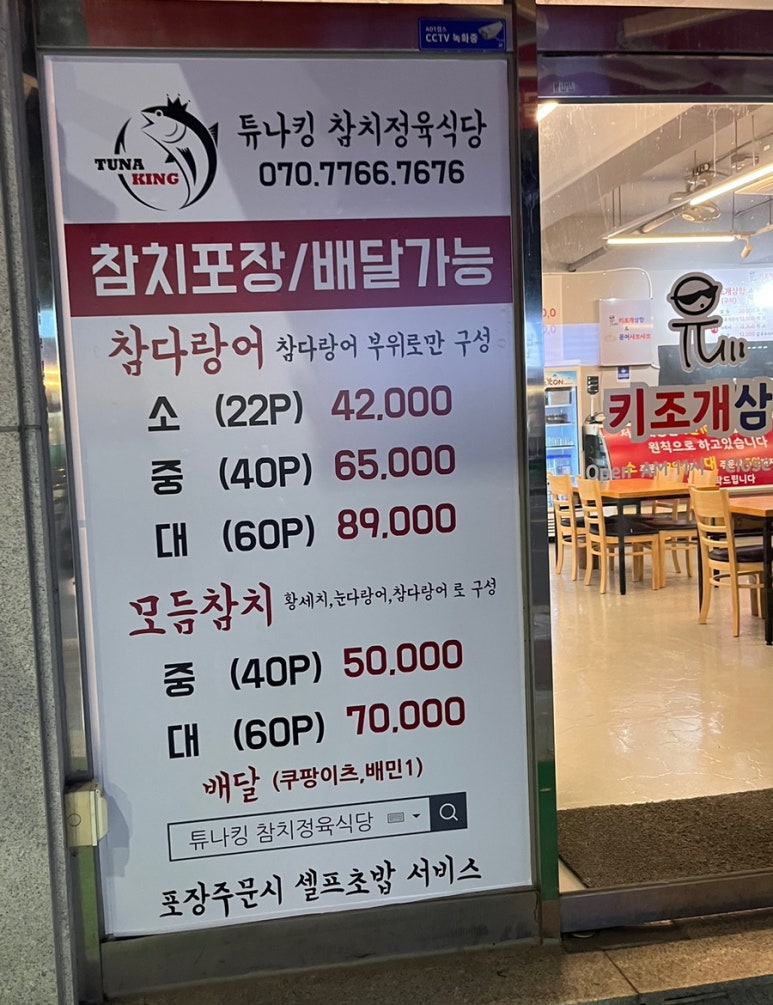 CCTV 녹화중
TUNA
KING
튜나킹 참치정육식당
070.7766.7676
참치포장/배달가능
참다랑어 참다랑어 부위로만 구성
소 (22P) 42,000
중 (40P) 65,000
대 (60P) 89,000
모듬참치 황세치,눈다랑어,참다랑어 로 구성
중 (40P) 50,000
대 (60P) 70,000
배달 (쿠팡이츠,배민1)
튜나킹 참치정육식당
포장주문시 셀프초밥 서비스
키조개삼합
키조개삼
원칙으로 하고있습니다
Open